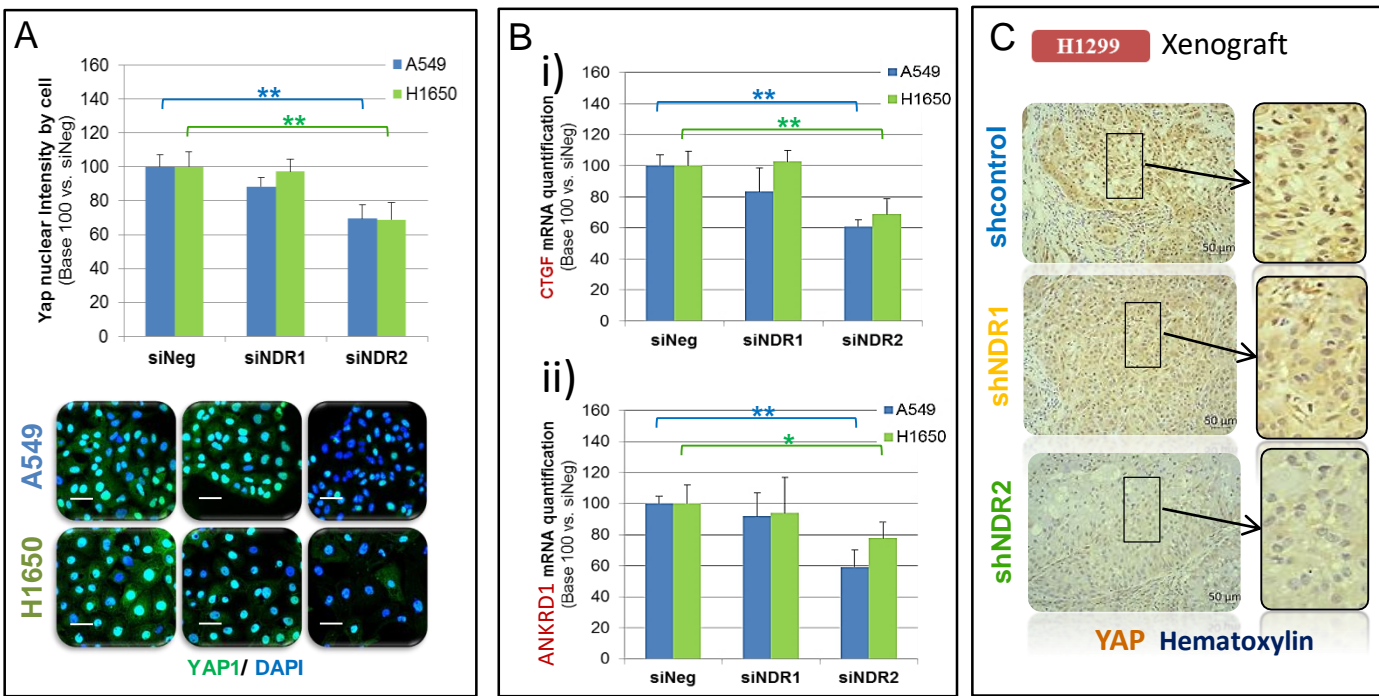 A
Yap nuclear intensity by cell
(Base 100 vs. siNeg)
160
140
120
100
80
60
40
20
0
A549
H1650
**
**
siNeg siNDR1 siNDR2
A549
H1650
YAP1/ DAPI
B
i)
CTGF mRNA quantification
(Base 100 vs. siNeg)
160
140
120
100
80
60
40
20
0
A549
H1650
**
**
siNeg siNDR1 siNDR2
ii)
ANKRD1 mRNA quantification
(Base 100 vs. siNeg)
160
140
120
100
80
60
40
20
0
A549
H1650
**
*
siNeg siNDR1 siNDR2
C
H1299 Xenograft
shcontrol
50 µm
shNDR1
50 µm
shNDR2
50 µm
YAP Hematoxylin